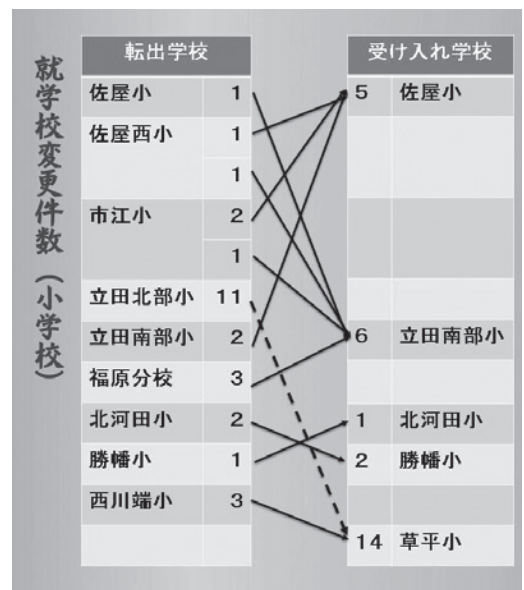 就学校変更件数（小学校）
転出学校 受け入れ学校
佐屋小 1 5 佐屋小
佐屋西小 1
1
市江小 2
1
立田北部小 11
立田南部小 2 6 立田南部小
福原分校 3
北河田小 2 1 北河田小
勝幡小 1 2 勝幡小
西川端小 3
14 草平小